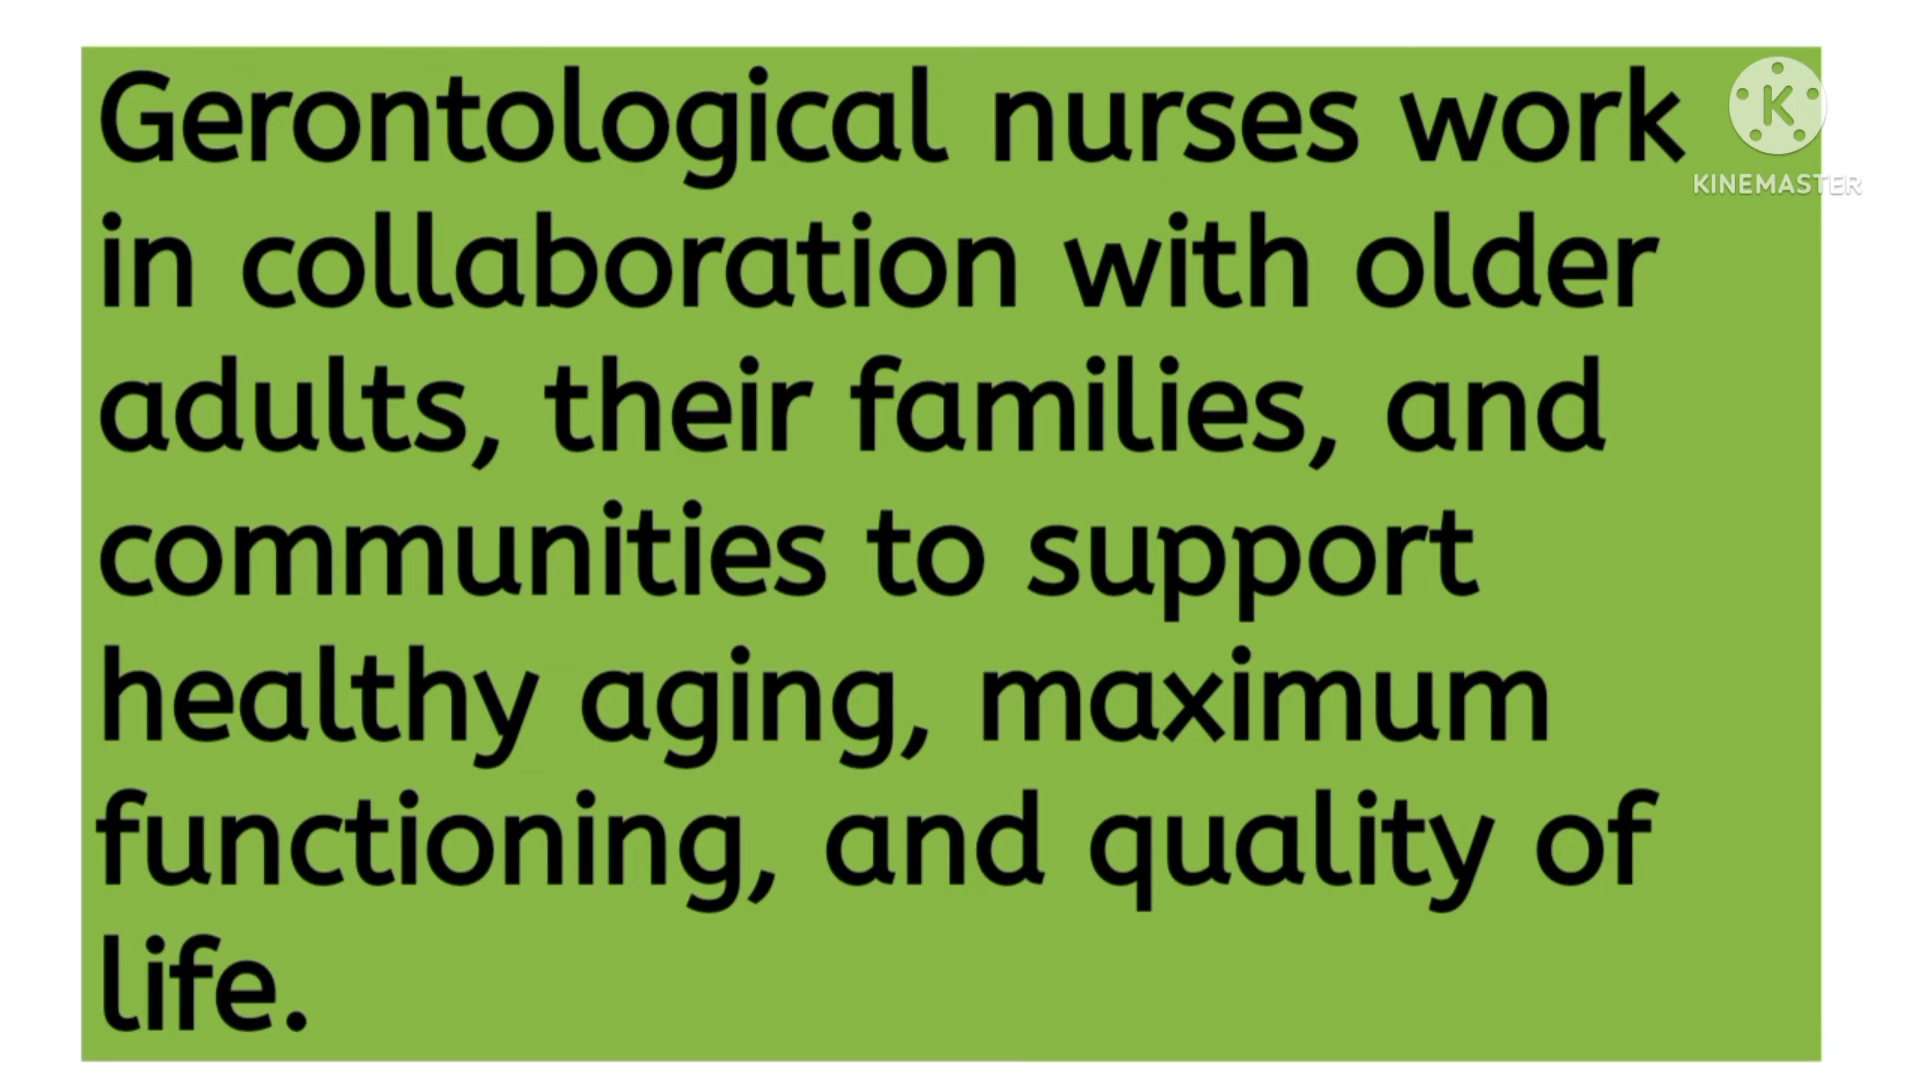 Gerontological nurses work
in collaboration with older
adults, their families, and
communities to support
healthy aging, maximum
functioning, and quality of
life.
K
KINEMASTER